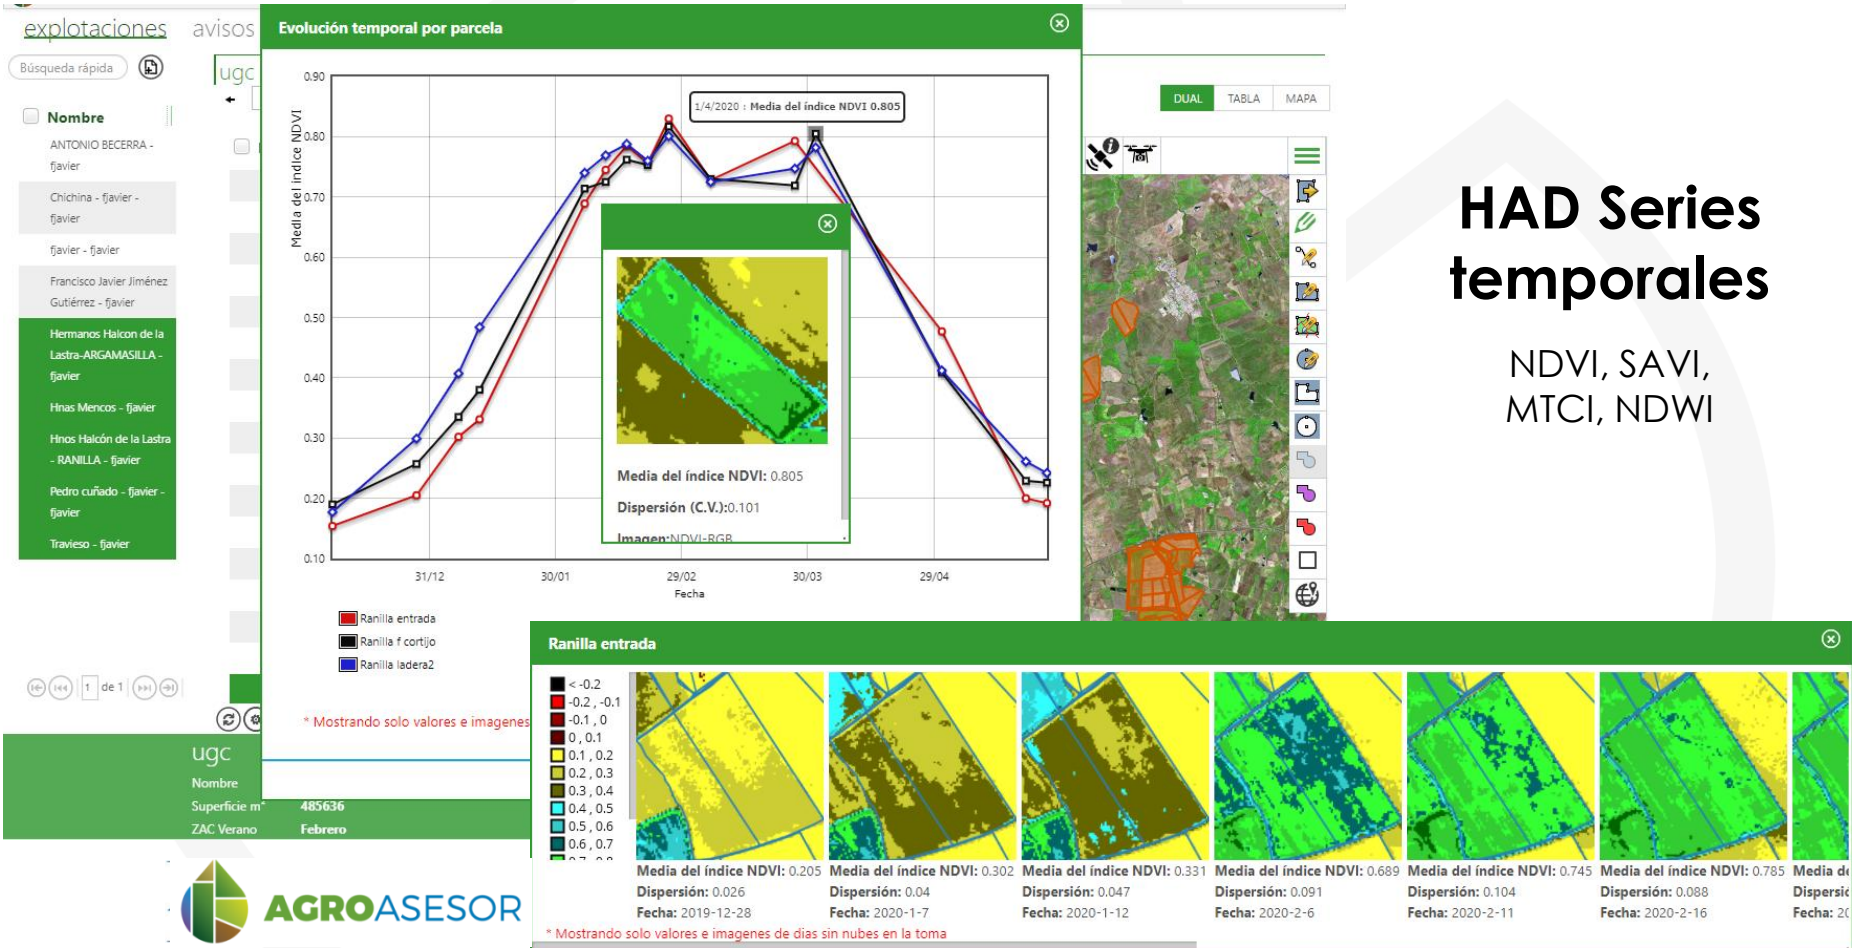 explotaciones
avisos
Búsqueda rápida
ugc
Nombre
ANTONIO BECERRA -
fjavier
Chichina - fjavier -
fjavier
fjavier - fjavier
Francisco Javier Jiménez
Gutiérrez - fjavier
Hermanos Halcon de la
Lastra-ARGAMASILLA -
fjavier
Hnas Mencos - fjavier
Hnos Halcón de la Lastra
- RANILLA - fjavier
Pedro cuñado - fjavier -
fjavier
Travieso - fjavier
1 de 1
Evolución temporal por parcela
Media del índice NDVI
0.90
0.80
0.70
0.60
0.50
0.40
0.30
0.20
0.10
1/4/2020 : Media del índice NDVI 0.805
31/12 30/01 29/02 30/03 29/04
Fecha
Media del índice NDVI: 0.805
Dispersión (C.V.):0.101
Imagen:NDVI-RGB
Ranilla entrada
Ranilla f cortijo
Ranilla ladera2
* Mostrando solo valores e imagenes
DUAL TABLA MAPA
HAD Series
temporales
NDVI, SAVI,
MTCI, NDWI
ugc
Nombre
Superficie m²
485636
ZAC Verano
Febrero
AGROASESOR
Ranilla entrada
< -0.2
-0.2 , -0.1
-0.1 , 0
0 , 0.1
0.1 , 0.2
0.2 , 0.3
0.3 , 0.4
0.4 , 0.5
0.5 , 0.6
0.6 , 0.7
0.7 , 0.8
Media del índice NDVI: 0.205
Dispersión: 0.026
Fecha: 2019-12-28
Media del índice NDVI: 0.302
Dispersión: 0.04
Fecha: 2020-1-7
Media del índice NDVI: 0.331
Dispersión: 0.047
Fecha: 2020-1-12
Media del índice NDVI: 0.689
Dispersión: 0.091
Fecha: 2020-2-6
Media del índice NDVI: 0.745
Dispersión: 0.104
Fecha: 2020-2-11
Media del índice NDVI: 0.785
Dispersión: 0.088
Fecha: 2020-2-16
Media de
Dispersió
Fecha: 20
* Mostrando solo valores e imagenes de dias sin nubes en la toma